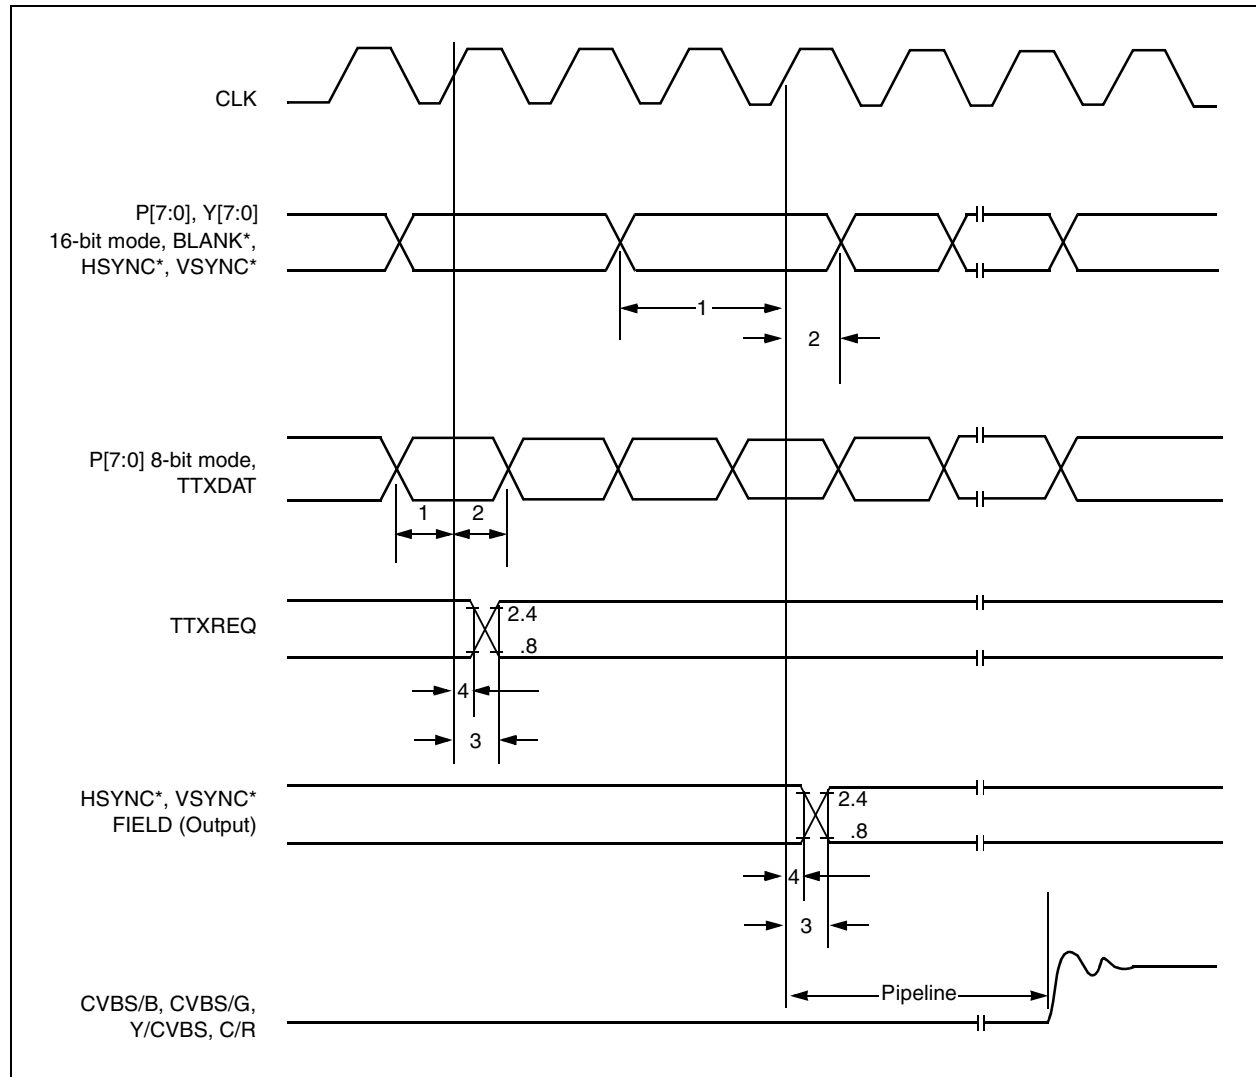 CLK
P[7:0], Y[7:0]
16-bit mode, BLANK*,
HSYNC*, VSYNC*
1
2
P[7:0] 8-bit mode,
TTXDAT
1
2
TTXREQ
2.4
.8
4
3
HSYNC*, VSYNC*
FIELD (Output)
2.4
.8
4
3
Pipeline
CVBS/B, CVBS/G,
Y/CVBS, C/R